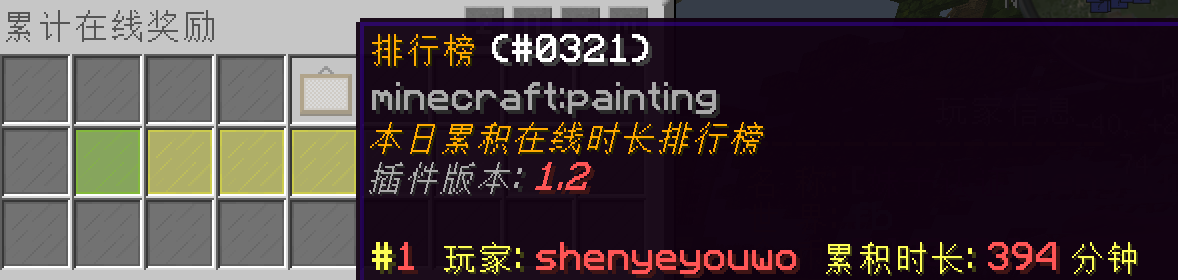 累计在线奖励
排行榜 (#0321)
minecraft:painting
本日累积在线时长排行榜
插件版本: 1.2
#1 玩家: shenyeyouwo 累积时长: 394 分钟